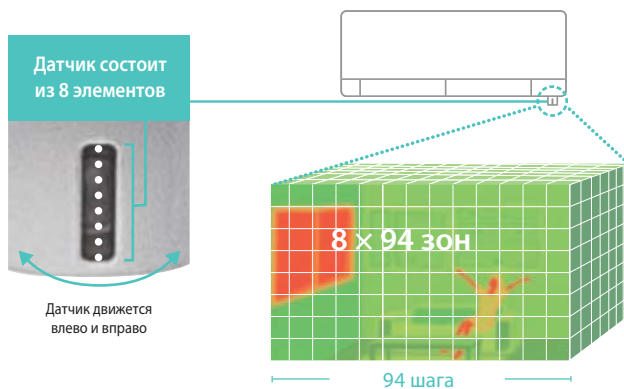 Датчик состоит
из 8 элементов
8 × 94 зон
Датчик движется
влево и вправо
94 шага